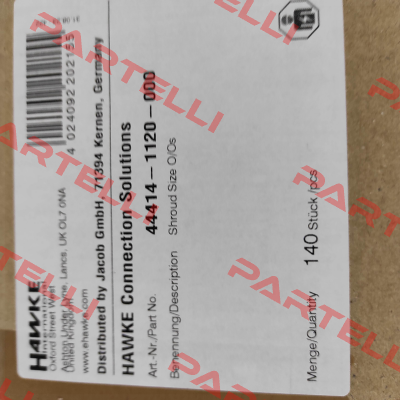 HAWKE
International
Oxford Street West
Ashton Under Lyne, Lancs, UK OL7 0NA
United Kingdom
www.ehawke.com
Distributed by Jacob GmbH, 71394 Kernen, Germany
HAWKE Connection Solutions
Art.-Nr./Part No. 44414-1120-000
Benennung/Description Shroud Size O/Os
Menge/Quantity 140 Stück/pcs
4 024092 202155
PARTELLI
PARTELLI
PARTELLI
PARTELLI
PARTELLI